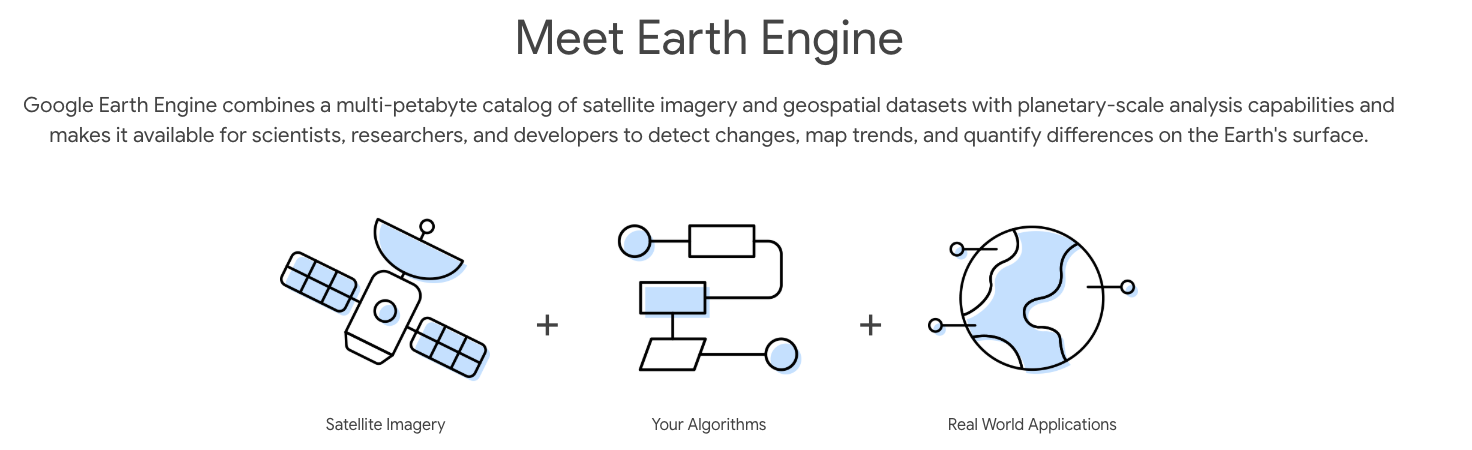 Meet Earth Engine
Google Earth Engine combines a multi-petabyte catalog of satellite imagery and geospatial datasets with planetary-scale analysis capabilities and
makes it available for scientists, researchers, and developers to detect changes, map trends, and quantify differences on the Earth's surface.
+ +
Satellite Imagery Your Algorithms Real World Applications